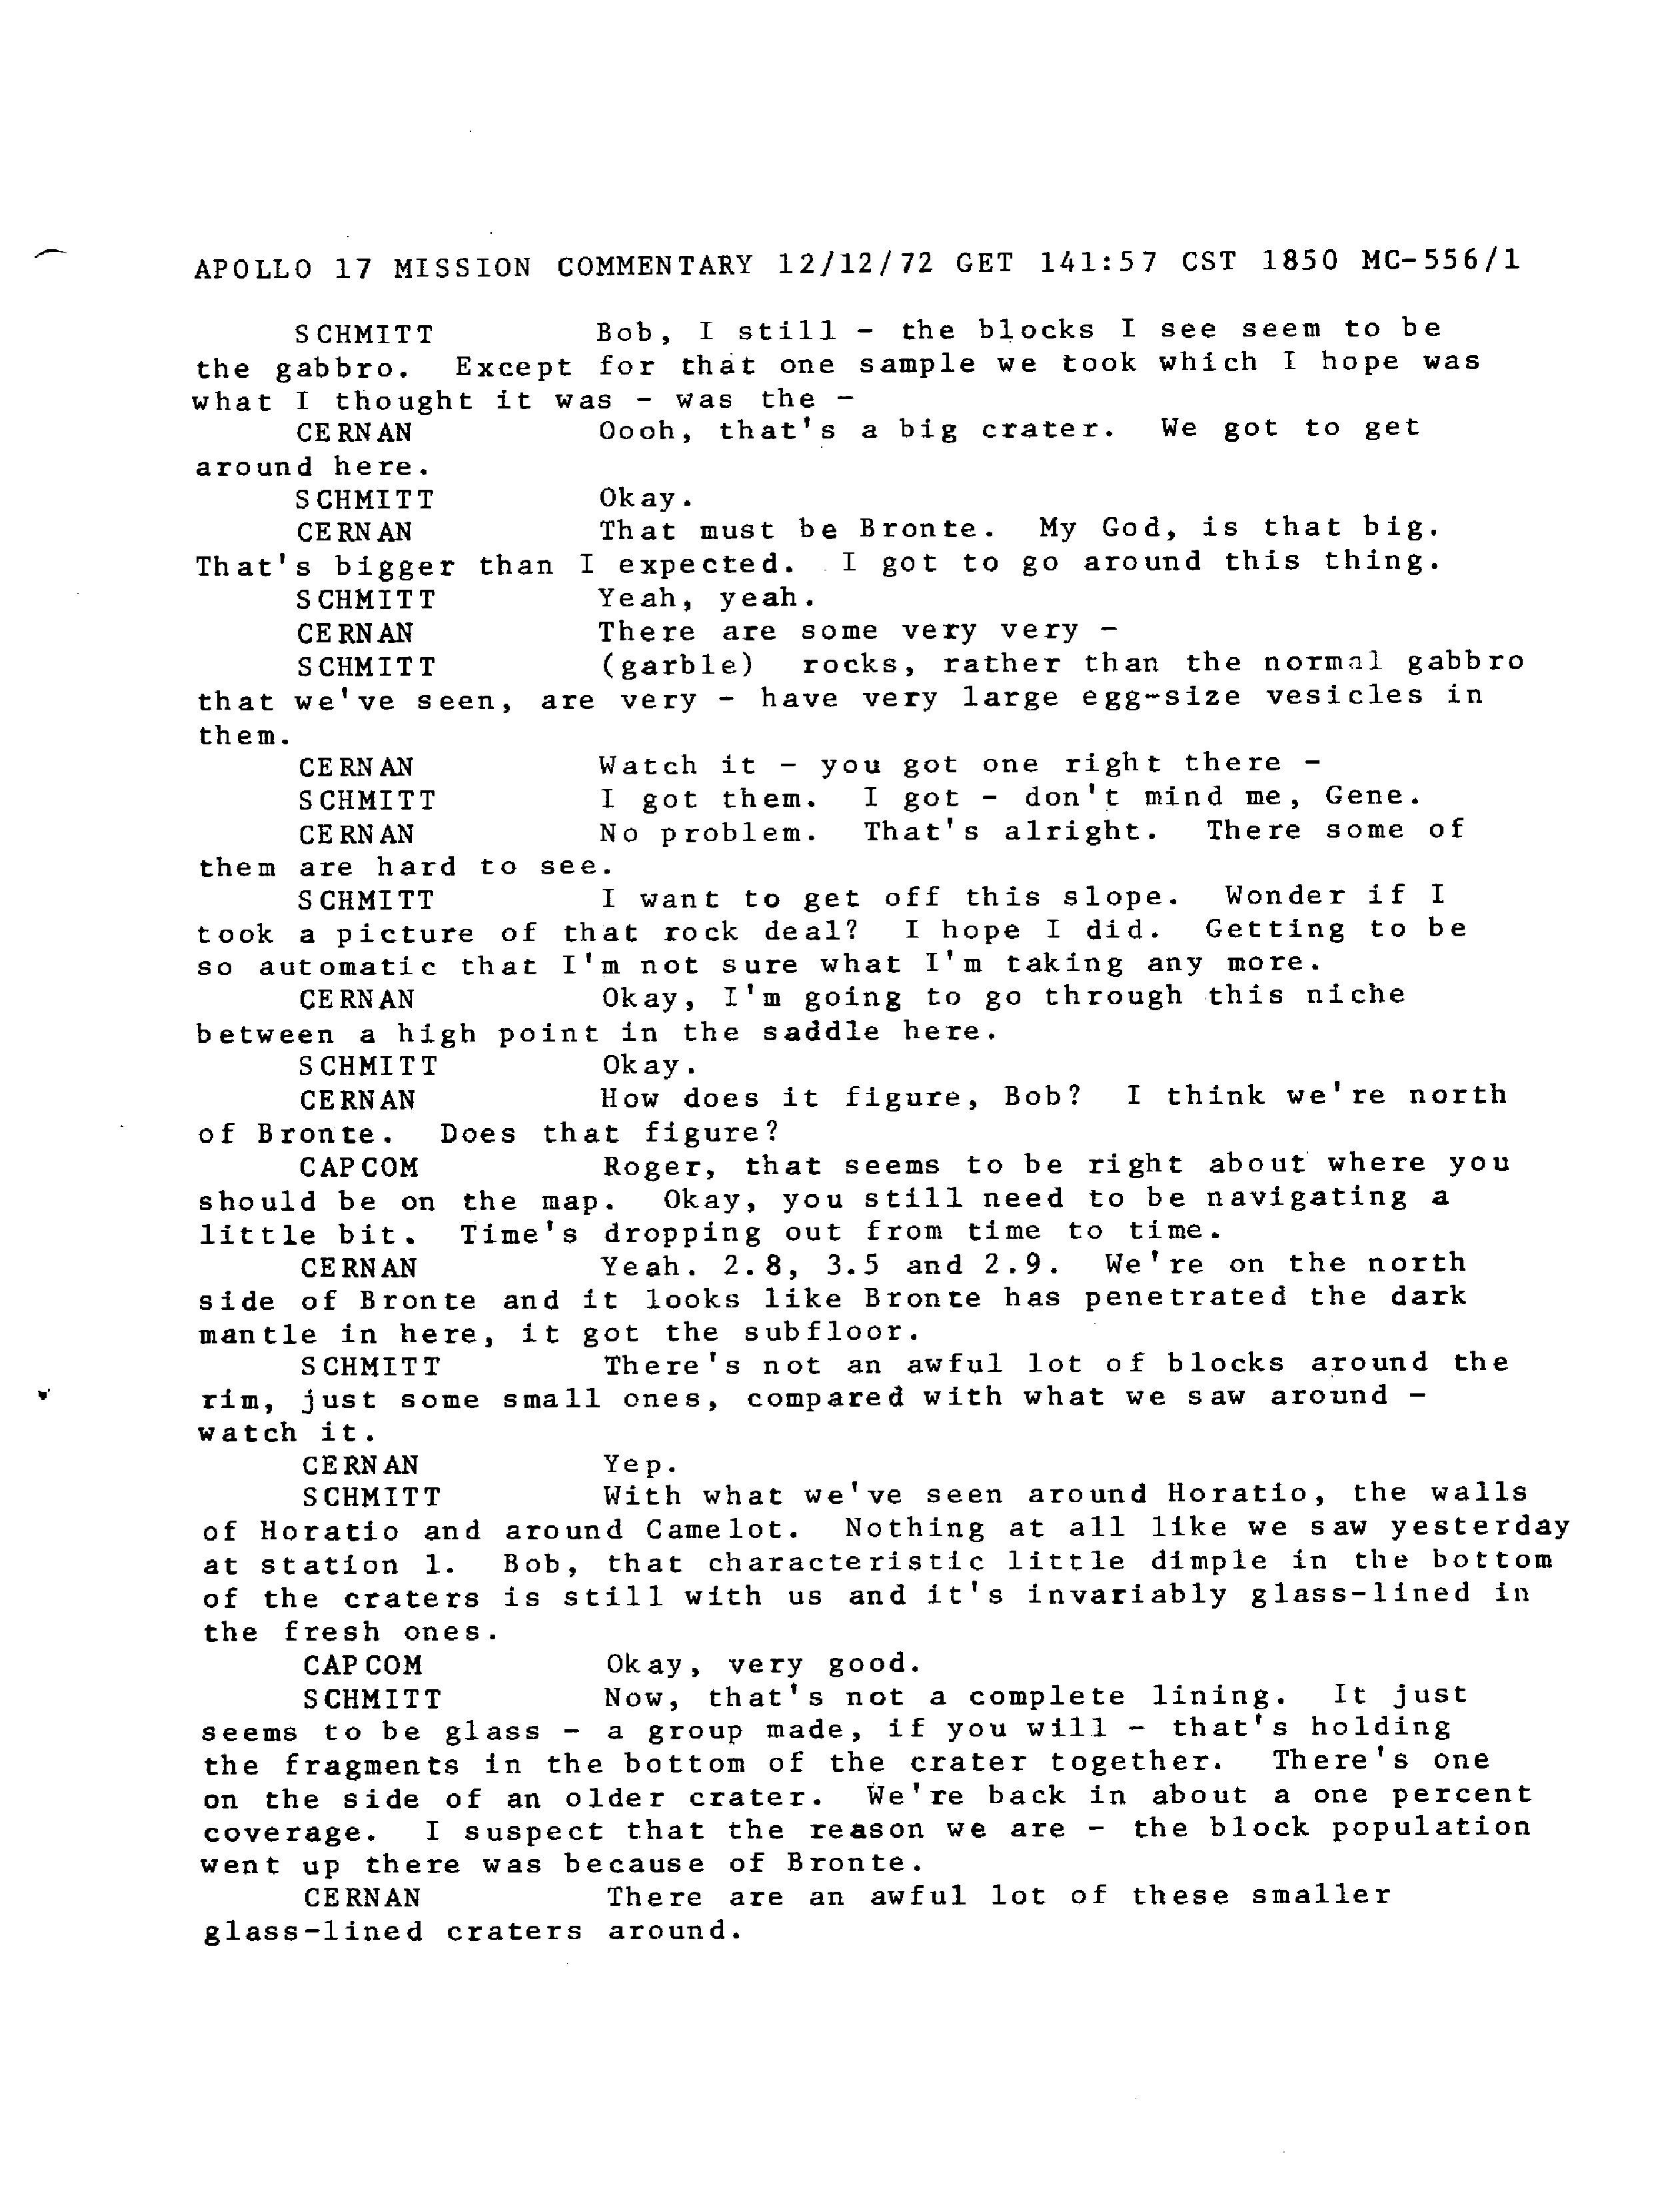 APOLLO 17 MISSION COMMENTARY 12/12/72 GET 141:57 CST 1850 MC-556/1
SCHMITT Bob, I still - the blocks I see seem to be
the gabbro. Except for that one sample we took which I hope was
what I thought it was - was the -
CERNAN Oooh, that's a big crater. We got to get
around here.
SCHMITT Okay.
CERNAN That must be Bronte. My God, is that big.
That's bigger than I expected. I got to go around this thing.
SCHMITT Yeah, yeah.
CERNAN There are some very very -
SCHMITT (garble) rocks, rather than the normal gabbro
that we've seen, are very - have very large egg-size vesicles in
them.
CERNAN Watch it - you got one right there -
SCHMITT I got them. I got - don't mind me, Gene.
CERNAN No problem. That's alright. There some of
them are hard to see.
SCHMITT I want to get off this slope. Wonder if I
took a picture of that rock deal? I hope I did. Getting to be
so automatic that I'm not sure what I'm taking any more.
CERNAN Okay, I'm going to go through this niche
between a high point in the saddle here.
SCHMITT Okay.
CERNAN How does it figure, Bob? I think we're north
of Bronte. Does that figure?
CAPCOM Roger, that seems to be right about where you
should be on the map. Okay, you still need to be navigating a
little bit. Time's dropping out from time to time.
CERNAN Yeah. 2.8, 3.5 and 2.9. We're on the north
side of Bronte and it looks like Bronte has penetrated the dark
mantle in here, it got the subfloor.
SCHMITT There's not an awful lot of blocks around the
rim, just some small ones, compared with what we saw around -
watch it.
CERNAN Yep.
SCHMITT With what we've seen around Horatio, the walls
of Horatio and around Camelot. Nothing at all like we saw yesterday
at station 1. Bob, that characteristic little dimple in the bottom
of the craters is still with us and it's invariably glass-lined in
the fresh ones.
CAPCOM Okay, very good.
SCHMITT Now, that's not a complete lining. It just
seems to be glass - a group made, if you will - that's holding
the fragments in the bottom of the crater together. There's one
on the side of an older crater. We're back in about a one percent
coverage. I suspect that the reason we are - the block population
went up there was because of Bronte.
CERNAN There are an awful lot of these smaller
glass-lined craters around.